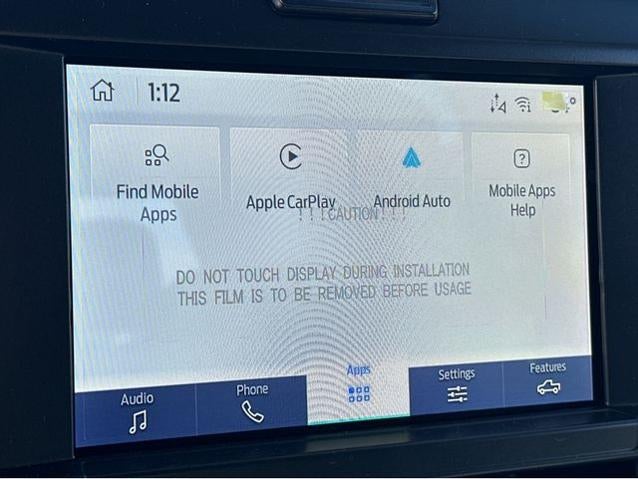 1:12
Find Mobile
Apps
Apple CarPlay
Android Auto
Mobile Apps
Help
!!!CAUTION!!!
DO NOT TOUCH DISPLAY DURING INSTALLATION
THIS FILM IS TO BE REMOVED BEFORE USAGE
Audio
Phone
Apps
Settings
Features